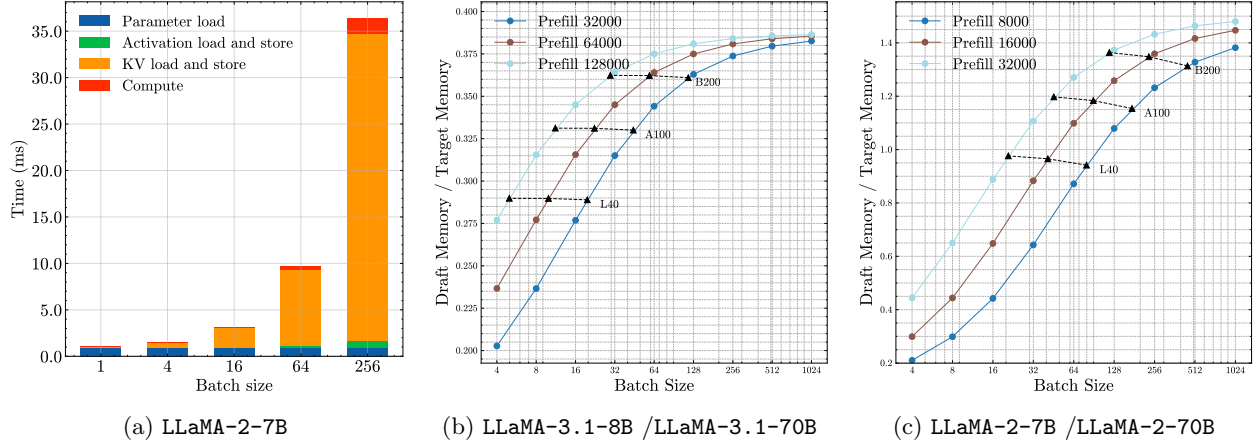 Parameter load
Activation load and store
KV load and store
Compute
Time (ms)
35.0
30.0
25.0
20.0
15.0
10.0
5.0
0.0
1
4
16
64
256
Batch size
(a) LLaMA-2-7B
Prefill 32000
Prefill 64000
Prefill 128000
Draft Memory / Target Memory
0.400
0.375
0.350
0.325
0.300
0.275
0.250
0.225
0.200
B200
A100
L40
4
8
16
32
64
128
256
512
1024
Batch Size
(b) LLaMA-3.1-8B /LLaMA-3.1-70B
Prefill 8000
Prefill 16000
Prefill 32000
Draft Memory / Target Memory
1.4
1.2
1.0
0.8
0.6
0.4
0.2
B200
A100
L40
4
8
16
32
64
128
256
512
1024
Batch Size
(c) LLaMA-2-7B /LLaMA-2-70B